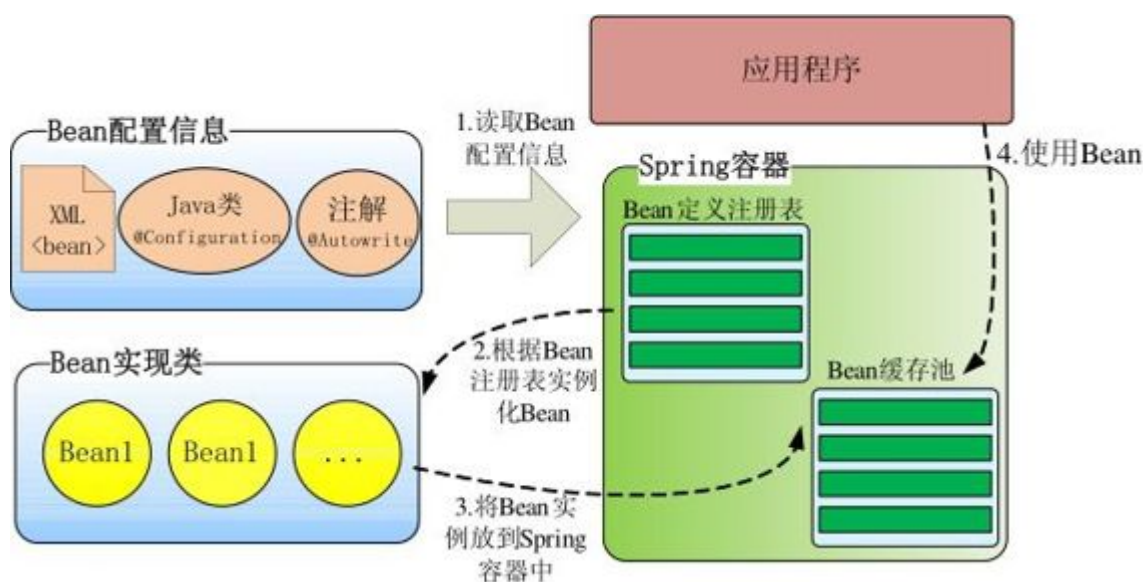 应用程序
Bean配置信息
XML
<bean>
Java类
@Configuration
注解
@Autowrite
1.读取Bean
配置信息
Spring容器
4.使用Bean
Bean定义注册表
Bean实现类
Bean1
Bean1
...
2.根据Bean
注册表实例
化Bean
Bean缓存池
3.将Bean实
例放到Spring
容器中